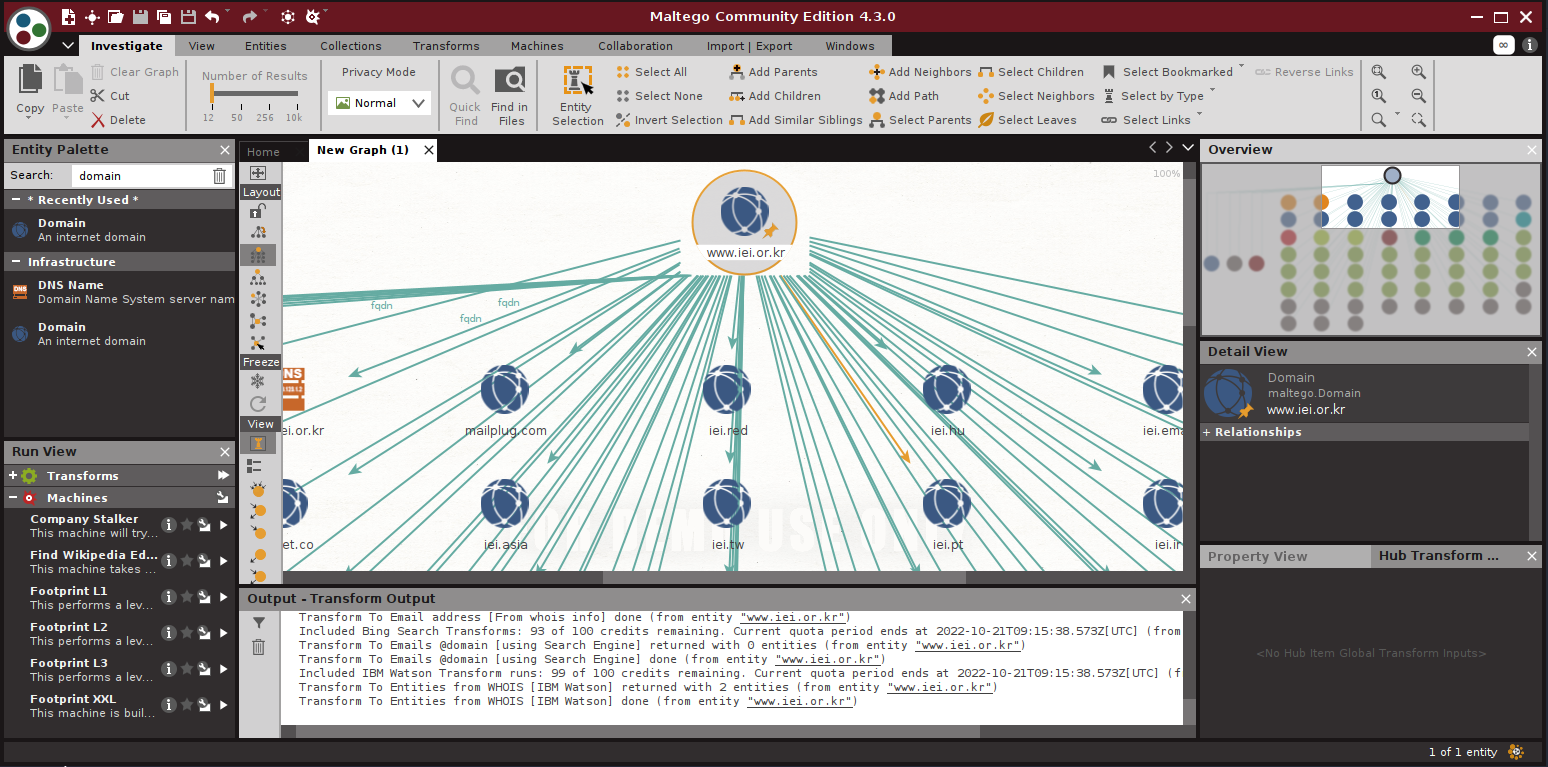 Maltego Community Edition 4.3.0
Investigate View Entities Collections Transforms Machines Collaboration Import | Export Windows
Copy
Paste
Clear Graph
Cut
Delete
Number of Results
12 50 256 10k
Privacy Mode
Normal
Quick Find
Find in Files
Entity Selection
Select All
Select None
Invert Selection
Add Parents
Add Children
Add Similar Siblings
Add Neighbors
Add Path
Select Parents
Select Children
Select Neighbors
Select Leaves
Select Bookmarked
Select by Type
Select Links
Reverse Links
Entity Palette
Search: domain
* Recently Used *
Domain
An internet domain
Infrastructure
DNS Name
Domain Name System server nam
Domain
An internet domain
Run View
Transforms
Machines
Company Stalker
This machine will try...
Find Wikipedia Ed...
This machine takes ...
Footprint L1
This performs a lev...
Footprint L2
This performs a lev...
Footprint L3
This performs a lev...
Footprint XXL
This machine is buil...
Home
New Graph (1)
Layout
Freeze
View
100%
www.iei.or.kr
fqdn
fqdn
fqdn
ei.or.kr
mailplug.com
iei.red
iei.hu
iei.ema
et.co
iei.asia
iei.tw
iei.pt
iei.ir
Output - Transform Output
Transform To Email address [From whois info] done (from entity "www.iei.or.kr")
Included Bing Search Transforms: 93 of 100 credits remaining. Current quota period ends at 2022-10-21T09:15:38.573Z[UTC] (from
Transform To Emails @domain [using Search Engine] returned with 0 entities (from entity "www.iei.or.kr")
Transform To Emails @domain [using Search Engine] done (from entity "www.iei.or.kr")
Included IBM Watson Transform runs: 99 of 100 credits remaining. Current quota period ends at 2022-10-21T09:15:38.573Z[UTC] (f
Transform To Entities from WHOIS [IBM Watson] returned with 2 entities (from entity "www.iei.or.kr")
Transform To Entities from WHOIS [IBM Watson] done (from entity "www.iei.or.kr")
Overview
Detail View
Domain
maltego.Domain
www.iei.or.kr
+ Relationships
Property View
Hub Transform ...
<No Hub Item Global Transform Inputs>
1 of 1 entity